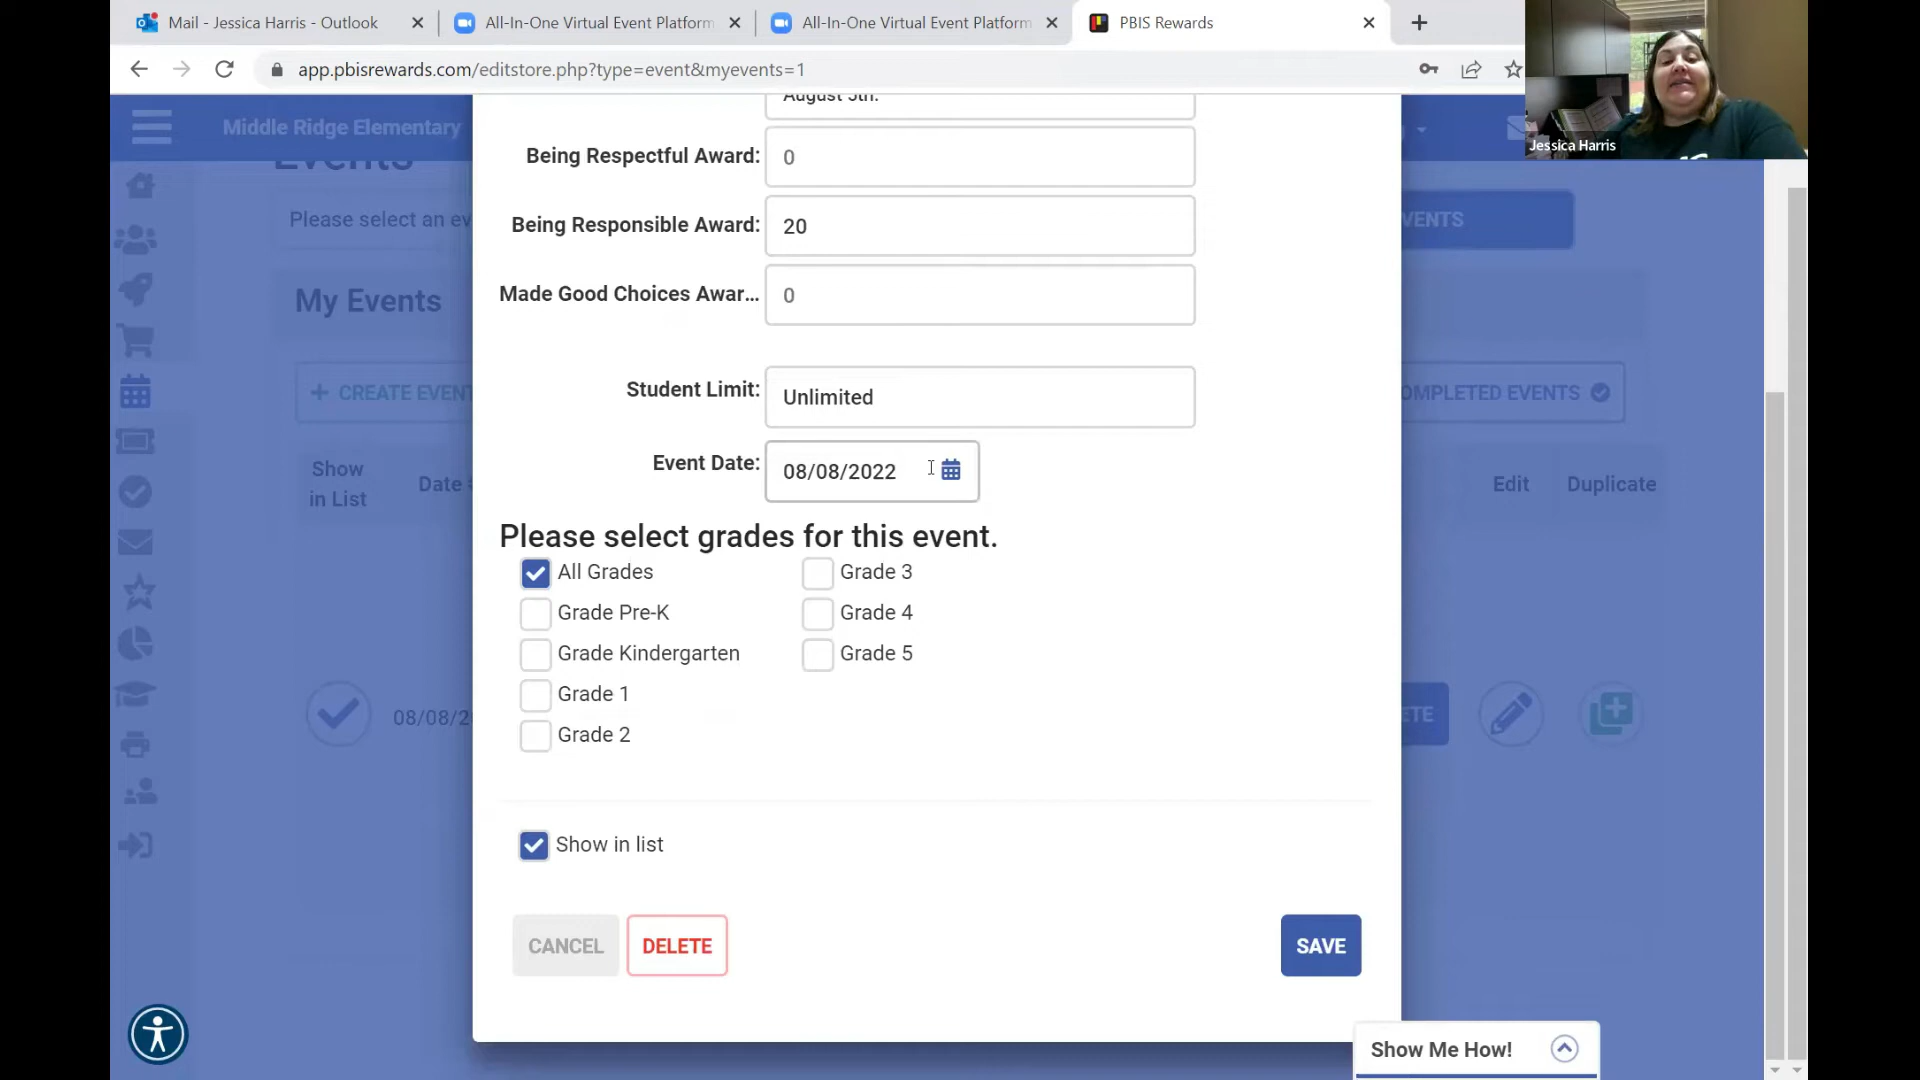 Mail - Jessica Harris - Outlook
All-In-One Virtual Event Platform
All-In-One Virtual Event Platform
PBIS Rewards
app.pbisrewards.com/editstore.php?type=event&myevents=1
Jessica Harris
Middle Ridge Elementary
Events
Please select an ev
VENTS
My Events
+ CREATE EVENT
OMPLETED EVENTS
Show
in List
Date
Edit
Duplicate
08/08/2
ETE
August 5th.
Being Respectful Award: 0
Being Responsible Award: 20
Made Good Choices Awar... 0
Student Limit: Unlimited
Event Date: 08/08/2022
Please select grades for this event.
All Grades
Grade Pre-K
Grade Kindergarten
Grade 1
Grade 2
Grade 3
Grade 4
Grade 5
Show in list
CANCEL
DELETE
SAVE
Show Me How!